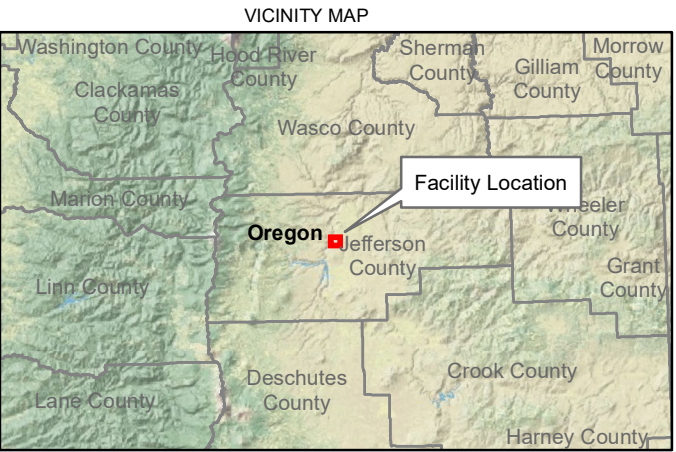 VICINITY MAP
Washington County
Hood River
County
Sherman
County
Gilliam
County
Morrow
County
Clackamas
County
Wasco County
Facility Location
Marion County
Wheeler
County
Oregon
Jefferson
County
Grant
County
Linn County
Crook County
Deschutes
County
Lane County
Harney County